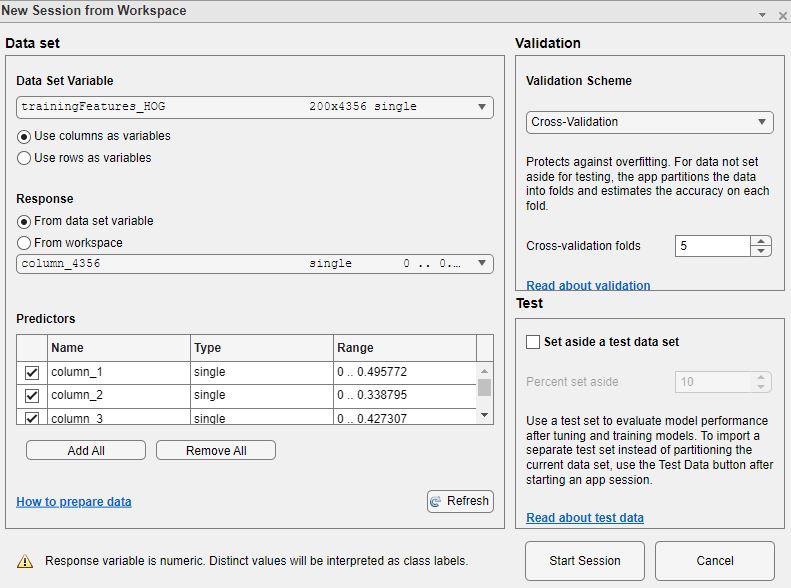 New Session from Workspace
Data set
Data Set Variable
trainingFeatures_HOG 200x4356 single
Use columns as variables
Use rows as variables
Response
From data set variable
From workspace
column_4356 single 0 .. 0....
Predictors
Name Type Range
column_1 single 0 .. 0.495772
column_2 single 0 .. 0.338795
column_3 single 0 .. 0.427307
Add All Remove All
How to prepare data Refresh
Validation
Validation Scheme
Cross-Validation
Protects against overfitting. For data not set
aside for testing, the app partitions the data
into folds and estimates the accuracy on each
fold.
Cross-validation folds 5
Read about validation
Test
Set aside a test data set
Percent set aside 10
Use a test set to evaluate model performance
after tuning and training models. To import a
separate test set instead of partitioning the
current data set, use the Test Data button after
starting an app session.
Read about test data
Response variable is numeric. Distinct values will be interpreted as class labels.
Start Session Cancel